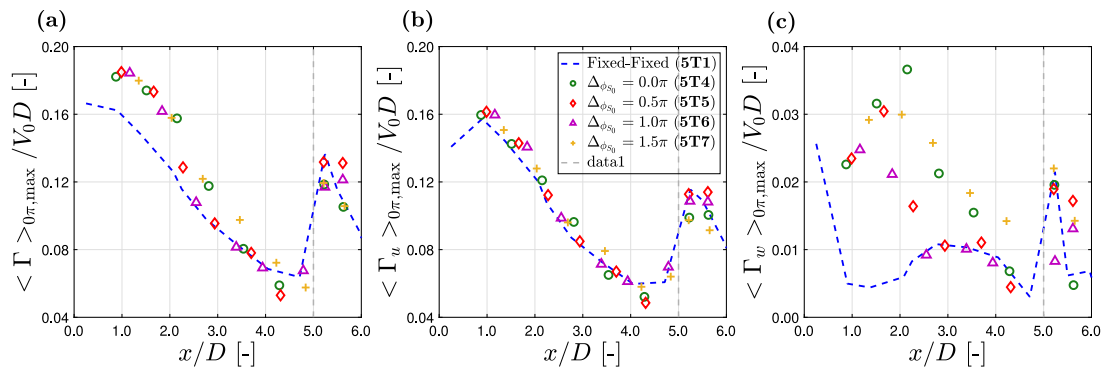 (a)
0.20
0.16
0.12
0.08
0.04
0.0 1.0 2.0 3.0 4.0 5.0 6.0
x/D [-]
< Γ >0π,max /V0D [-]
(b)
0.20
0.16
0.12
0.08
0.04
0.0 1.0 2.0 3.0 4.0 5.0 6.0
x/D [-]
< Γu >0π,max /V0D [-]
Fixed-Fixed (5T1)
ΔϕS0 = 0.0π (5T4)
ΔϕS0 = 0.5π (5T5)
ΔϕS0 = 1.0π (5T6)
ΔϕS0 = 1.5π (5T7)
data1
(c)
0.04
0.03
0.02
0.01
0.00
0.0 1.0 2.0 3.0 4.0 5.0 6.0
x/D [-]
< Γw >0π,max /V0D [-]